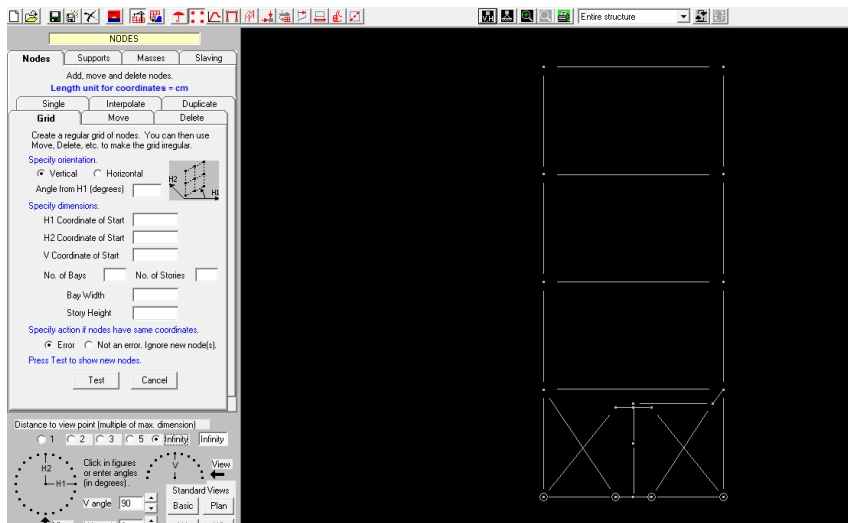 Entire structure
NODES
Nodes Supports Masses Slaving
Add, move and delete nodes.
Length unit for coordinates = cm
Single Interpolate Duplicate
Grid Move Delete
Create a regular grid of nodes. You can then use
Move, Delete, etc. to make the grid irregular.
Specify orientation.
Vertical Horizontal
Angle from H1 (degrees)
H2
H1
Specify dimensions.
H1 Coordinate of Start
H2 Coordinate of Start
V Coordinate of Start
No. of Bays No. of Stories
Bay Width
Story Height
Specify action if nodes have same coordinates.
Error Not an error. Ignore new node(s).
Press Test to show new nodes.
Test Cancel
Distance to view point (multiple of max. dimension)
1 2 3 5 Infinity Infinity
H2
H1
Click in figures
or enter angles
(in degrees).
V
View
V angle 90
Standard Views
Basic Plan